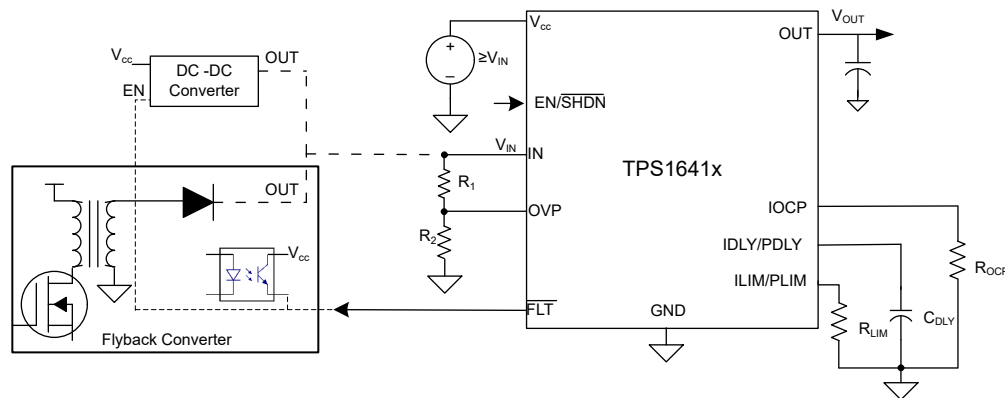 Vcc
OUT
EN
DC -DC
Converter
OUT
Vcc
Flyback Converter
≥VIN
VIN
R1
R2
Vcc
EN/SHDN
IN
OVP
FLT
TPS1641x
GND
OUT
IOCP
IDLY/PDLY
ILIM/PLIM
VOUT
RLIM
CDLY
ROCP